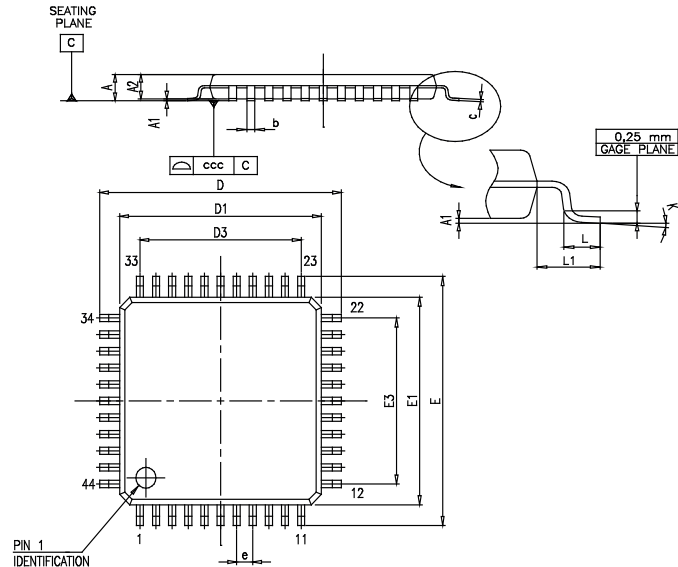 SEATING
PLANE
C
A
A2
A1
b
c
ccc C
0,25 mm
GAGE PLANE
K
A1
L
L1
D
D1
D3
33
23
34
22
E3
E1
E
44
12
PIN 1
IDENTIFICATION
1
e
11